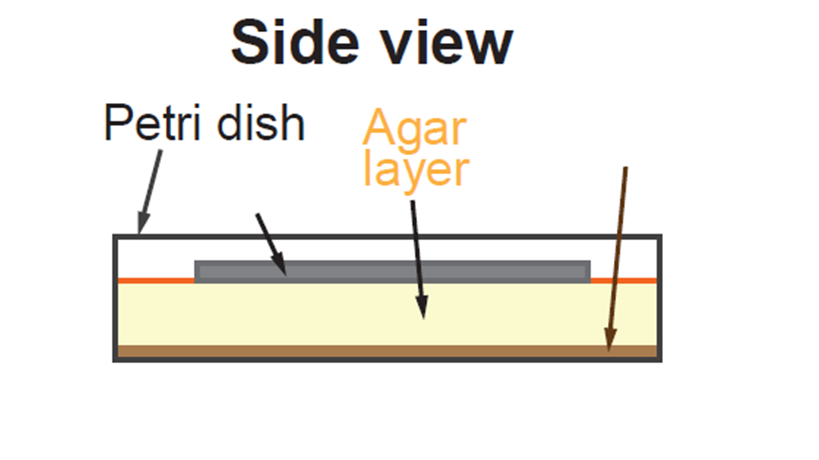 Side view
Petri dish
Agar
layer